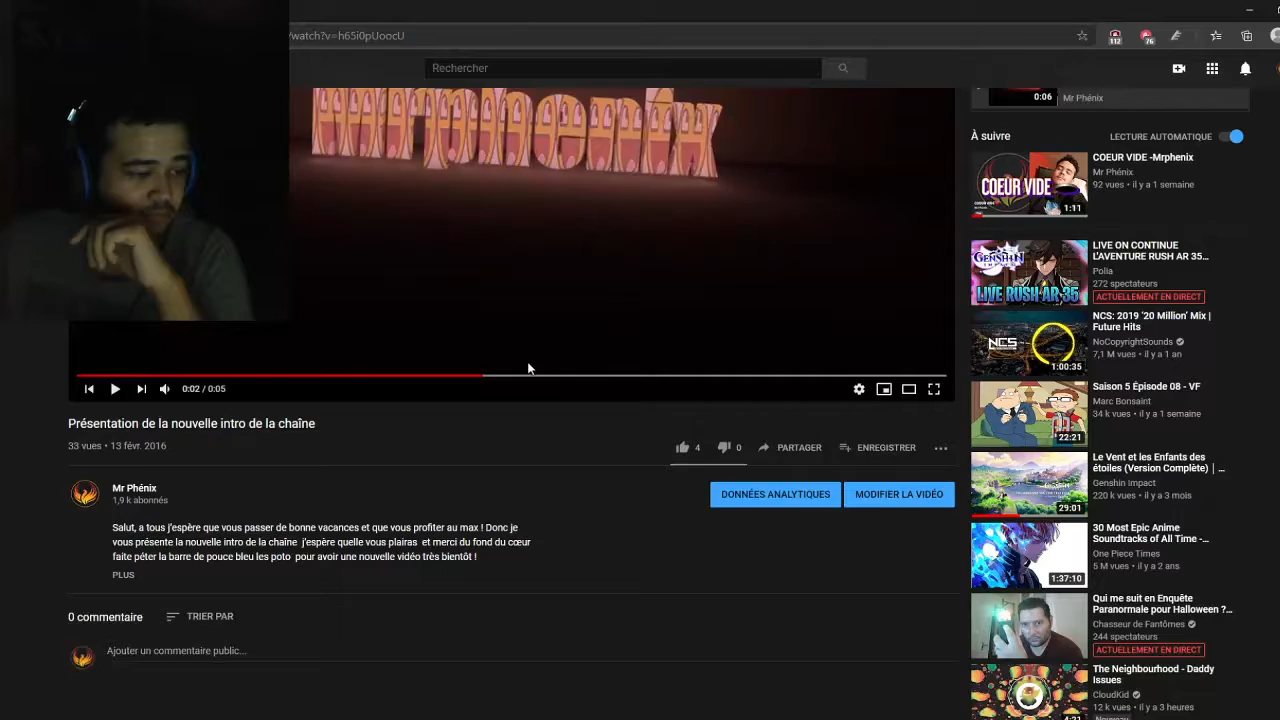 /watch?v=h65i0pUoocU
112
76
Rechercher
Mrphenix
0:06
Mr Phénix
À suivre
LECTURE AUTOMATIQUE
COEUR VIDE
1:11
COEUR VIDE -Mrphenix
Mr Phénix
92 vues • il y a 1 semaine
GENSHIN
IMPACT
LIVE RUSH AR 35
LIVE ON CONTINUE
L'AVENTURE RUSH AR 35…
Polia
272 spectateurs
ACTUELLEMENT EN DIRECT
NCS
1:00:35
NCS: 2019 '20 Million' Mix |
Future Hits
NoCopyrightSounds
7,1 M vues • il y a 1 an
22:21
Saison 5 Épisode 08 - VF
Marc Bonsaint
34 k vues • il y a 1 semaine
0:02 / 0:05
Présentation de la nouvelle intro de la chaîne
33 vues • 13 févr. 2016
4
0
PARTAGER
ENREGISTRER
29:01
Le Vent et les Enfants des
étoiles (Version Complète) | …
Genshin Impact
220 k vues • il y a 3 mois
Mr Phénix
1,9 k abonnés
DONNÉES ANALYTIQUES
MODIFIER LA VIDÉO
Salut, a tous j'espère que vous passer de bonne vacances et que vous profiter au max ! Donc je
vous présente la nouvelle intro de la chaîne j'espère quelle vous plairas et merci du fond du cœur
faite péter la barre de pouce bleu les poto pour avoir une nouvelle vidéo très bientôt !
PLUS
1:37:10
30 Most Epic Anime
Soundtracks of All Time -…
One Piece Times
5 M vues • il y a 2 ans
0 commentaire
TRIER PAR
Ajouter un commentaire public...
Qui me suit en Enquête
Paranormale pour Halloween ?…
Chasseur de Fantômes
244 spectateurs
ACTUELLEMENT EN DIRECT
The Neighbourhood - Daddy
Issues
CloudKid
12 k vues • il y a 3 heures
4:21
Nouveau